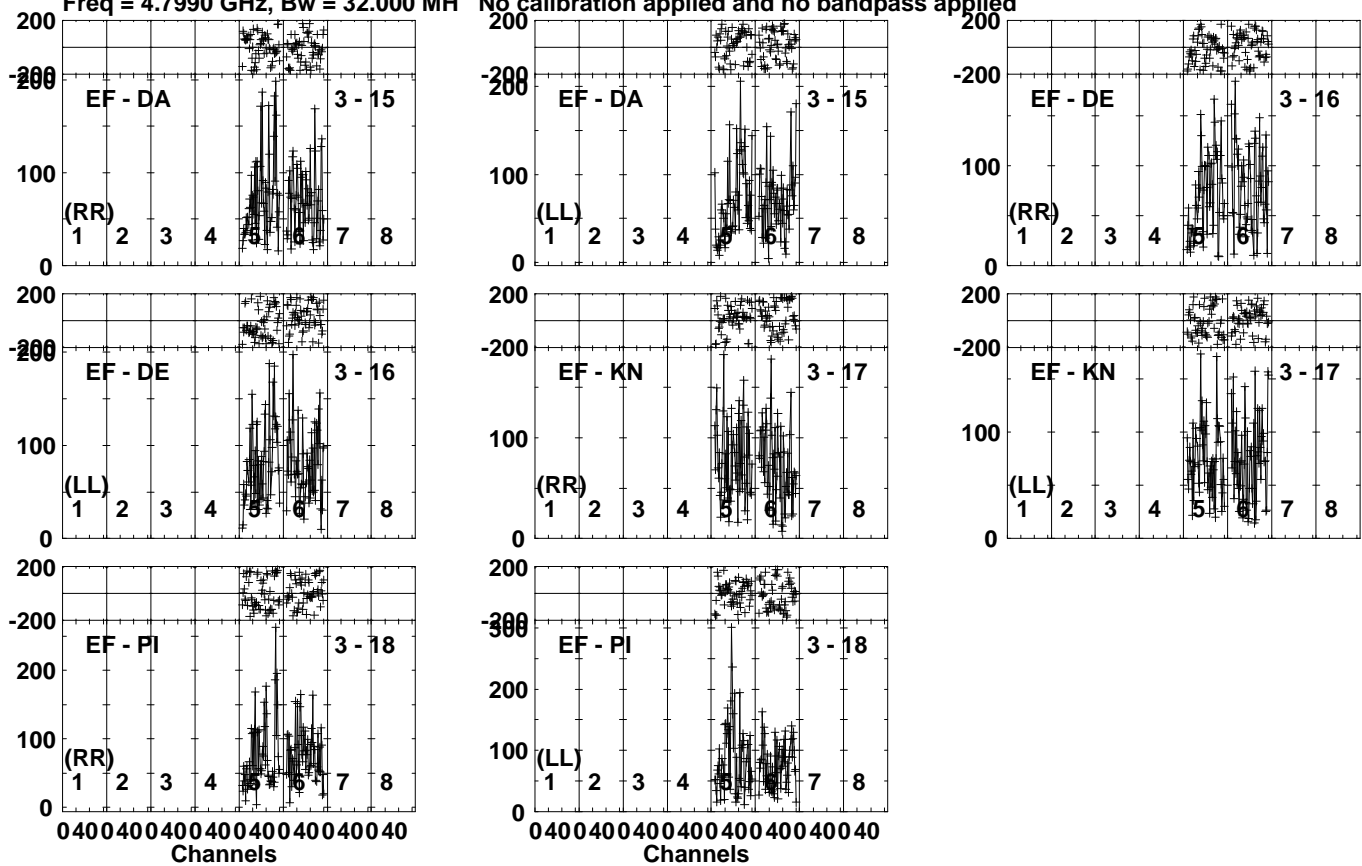 Freq = 4.7990 GHz, Bw = 32.000 MH No calibration applied and no bandpass applied
200 200 200
-200 -200 -200
200 200
EF - DA 3 - 15 EF - DA 3 - 15 EF - DE 3 - 16
100 100 100
(RR) (LL) (RR)
1 2 3 4 5 6 7 8 1 2 3 4 5 6 7 8 1 2 3 4 5 6 7 8
0 0 0
200 200 200
-200 -200 -200
200
EF - DE 3 - 16 EF - KN 3 - 17 EF - KN 3 - 17
100 100 100
(LL) (RR) (LL)
1 2 3 4 5 6 7 8 1 2 3 4 5 6 7 8 1 2 3 4 5 6 7 8
0 0 0
200 200
-200 -200
300
EF - PI 3 - 18 EF - PI 3 - 18
200 200
100 100
(RR) (LL)
1 2 3 4 5 6 7 8 1 2 3 4 5 6 7 8
0 0
0 40 0 40 0 40 0 40 0 40 0 40 0 40 0 40 0 40 0 40 0 40 0 40 0 40 0 40 0 40 0 40
Channels Channels